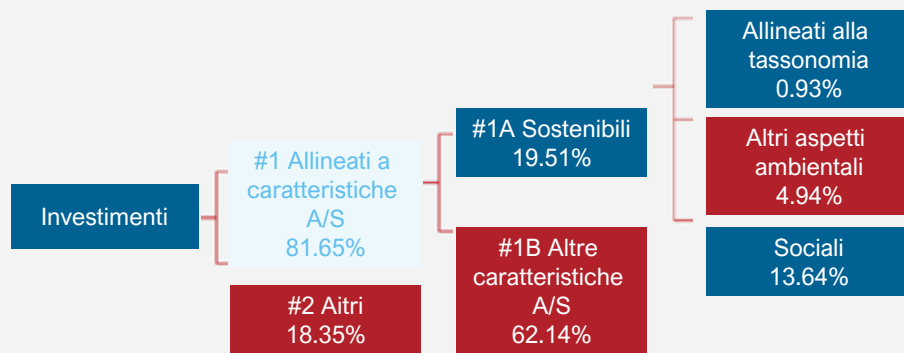 Investimenti
#1 Allineati a
caratteristiche
A/S
81.65%
#2 Aitri
18.35%
#1A Sostenibili
19.51%
#1B Altre
caratteristiche
A/S
62.14%
Allineati alla
tassonomia
0.93%
Altri aspetti
ambientali
4.94%
Sociali
13.64%